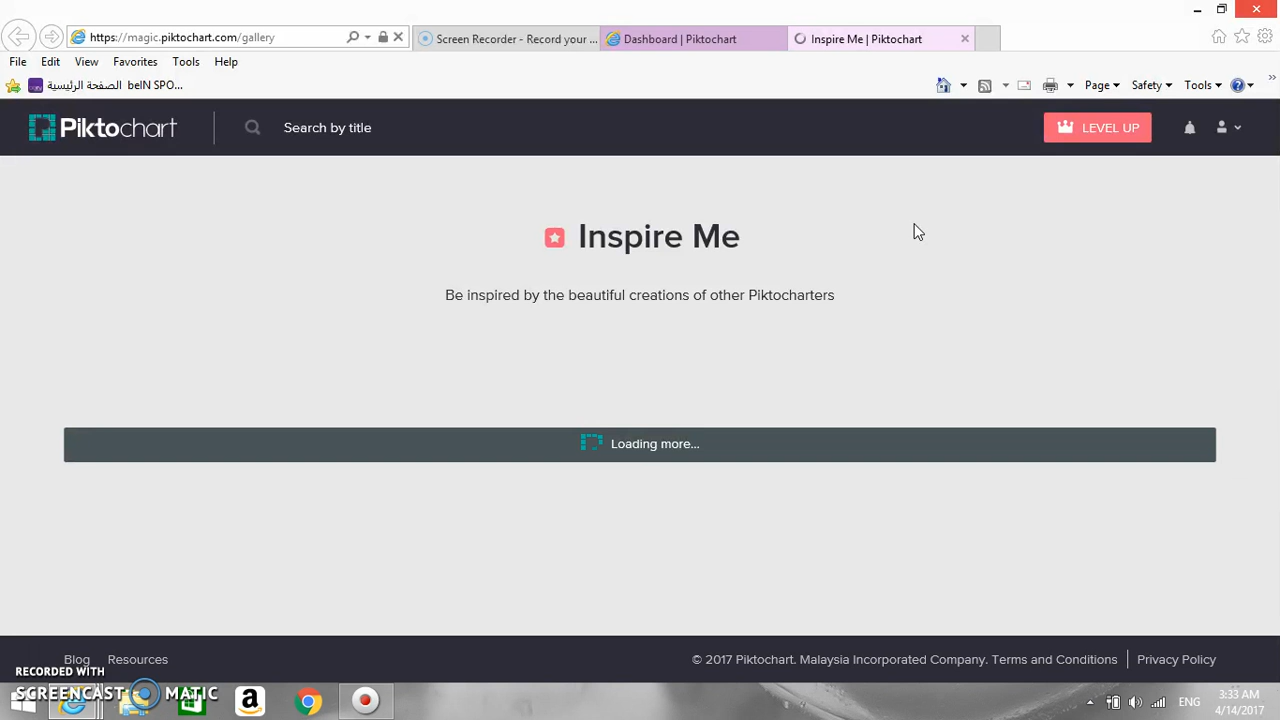 https://magic.piktochart.com/gallery
Screen Recorder - Record your ...
Dashboard | Piktochart
Inspire Me | Piktochart
File Edit View Favorites Tools Help
الصفحة الرئيسية beIN SPO...
Page Safety Tools
Piktochart
Search by title
LEVEL UP
Inspire Me
Be inspired by the beautiful creations of other Piktocharters
Loading more...
Blog Resources
© 2017 Piktochart. Malaysia Incorporated Company. Terms and Conditions
Privacy Policy
RECORDED WITH
SCREENCAST MATIC
ENG
3:33 AM
4/14/2017